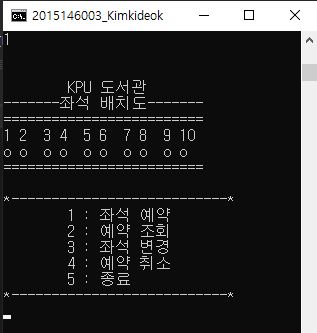 2015146003_Kimkideok
1
KPU 도서관
-------좌석 배치도-------
=========================
1 2 3 4 5 6 7 8 9 10
o o o o o o o o o o
=========================
*---------------------------*
1 : 좌석 예약
2 : 예약 조회
3 : 좌석 변경
4 : 예약 취소
5 : 종료
*---------------------------*